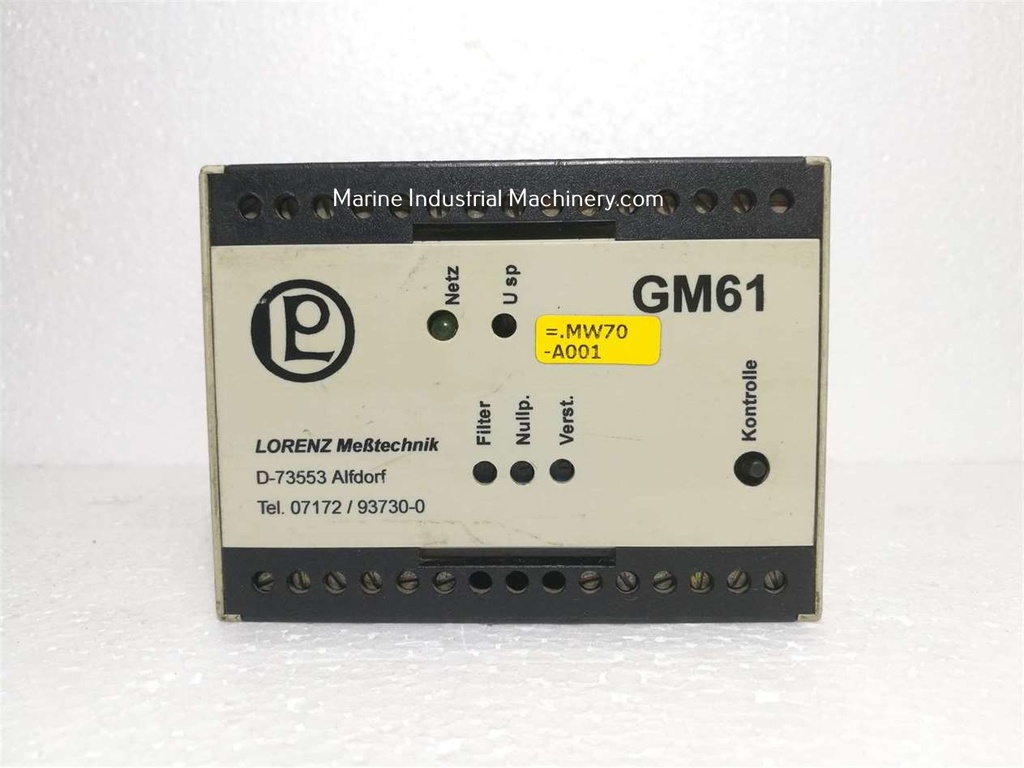 Marine Industrial Machinery.com
Netz
U sp
GM61
=.MW70
-A001
LP
Filter
Nullp.
Verst.
Kontrolle
LORENZ Meßtechnik
D-73553 Alfdorf
Tel. 07172 / 93730-0